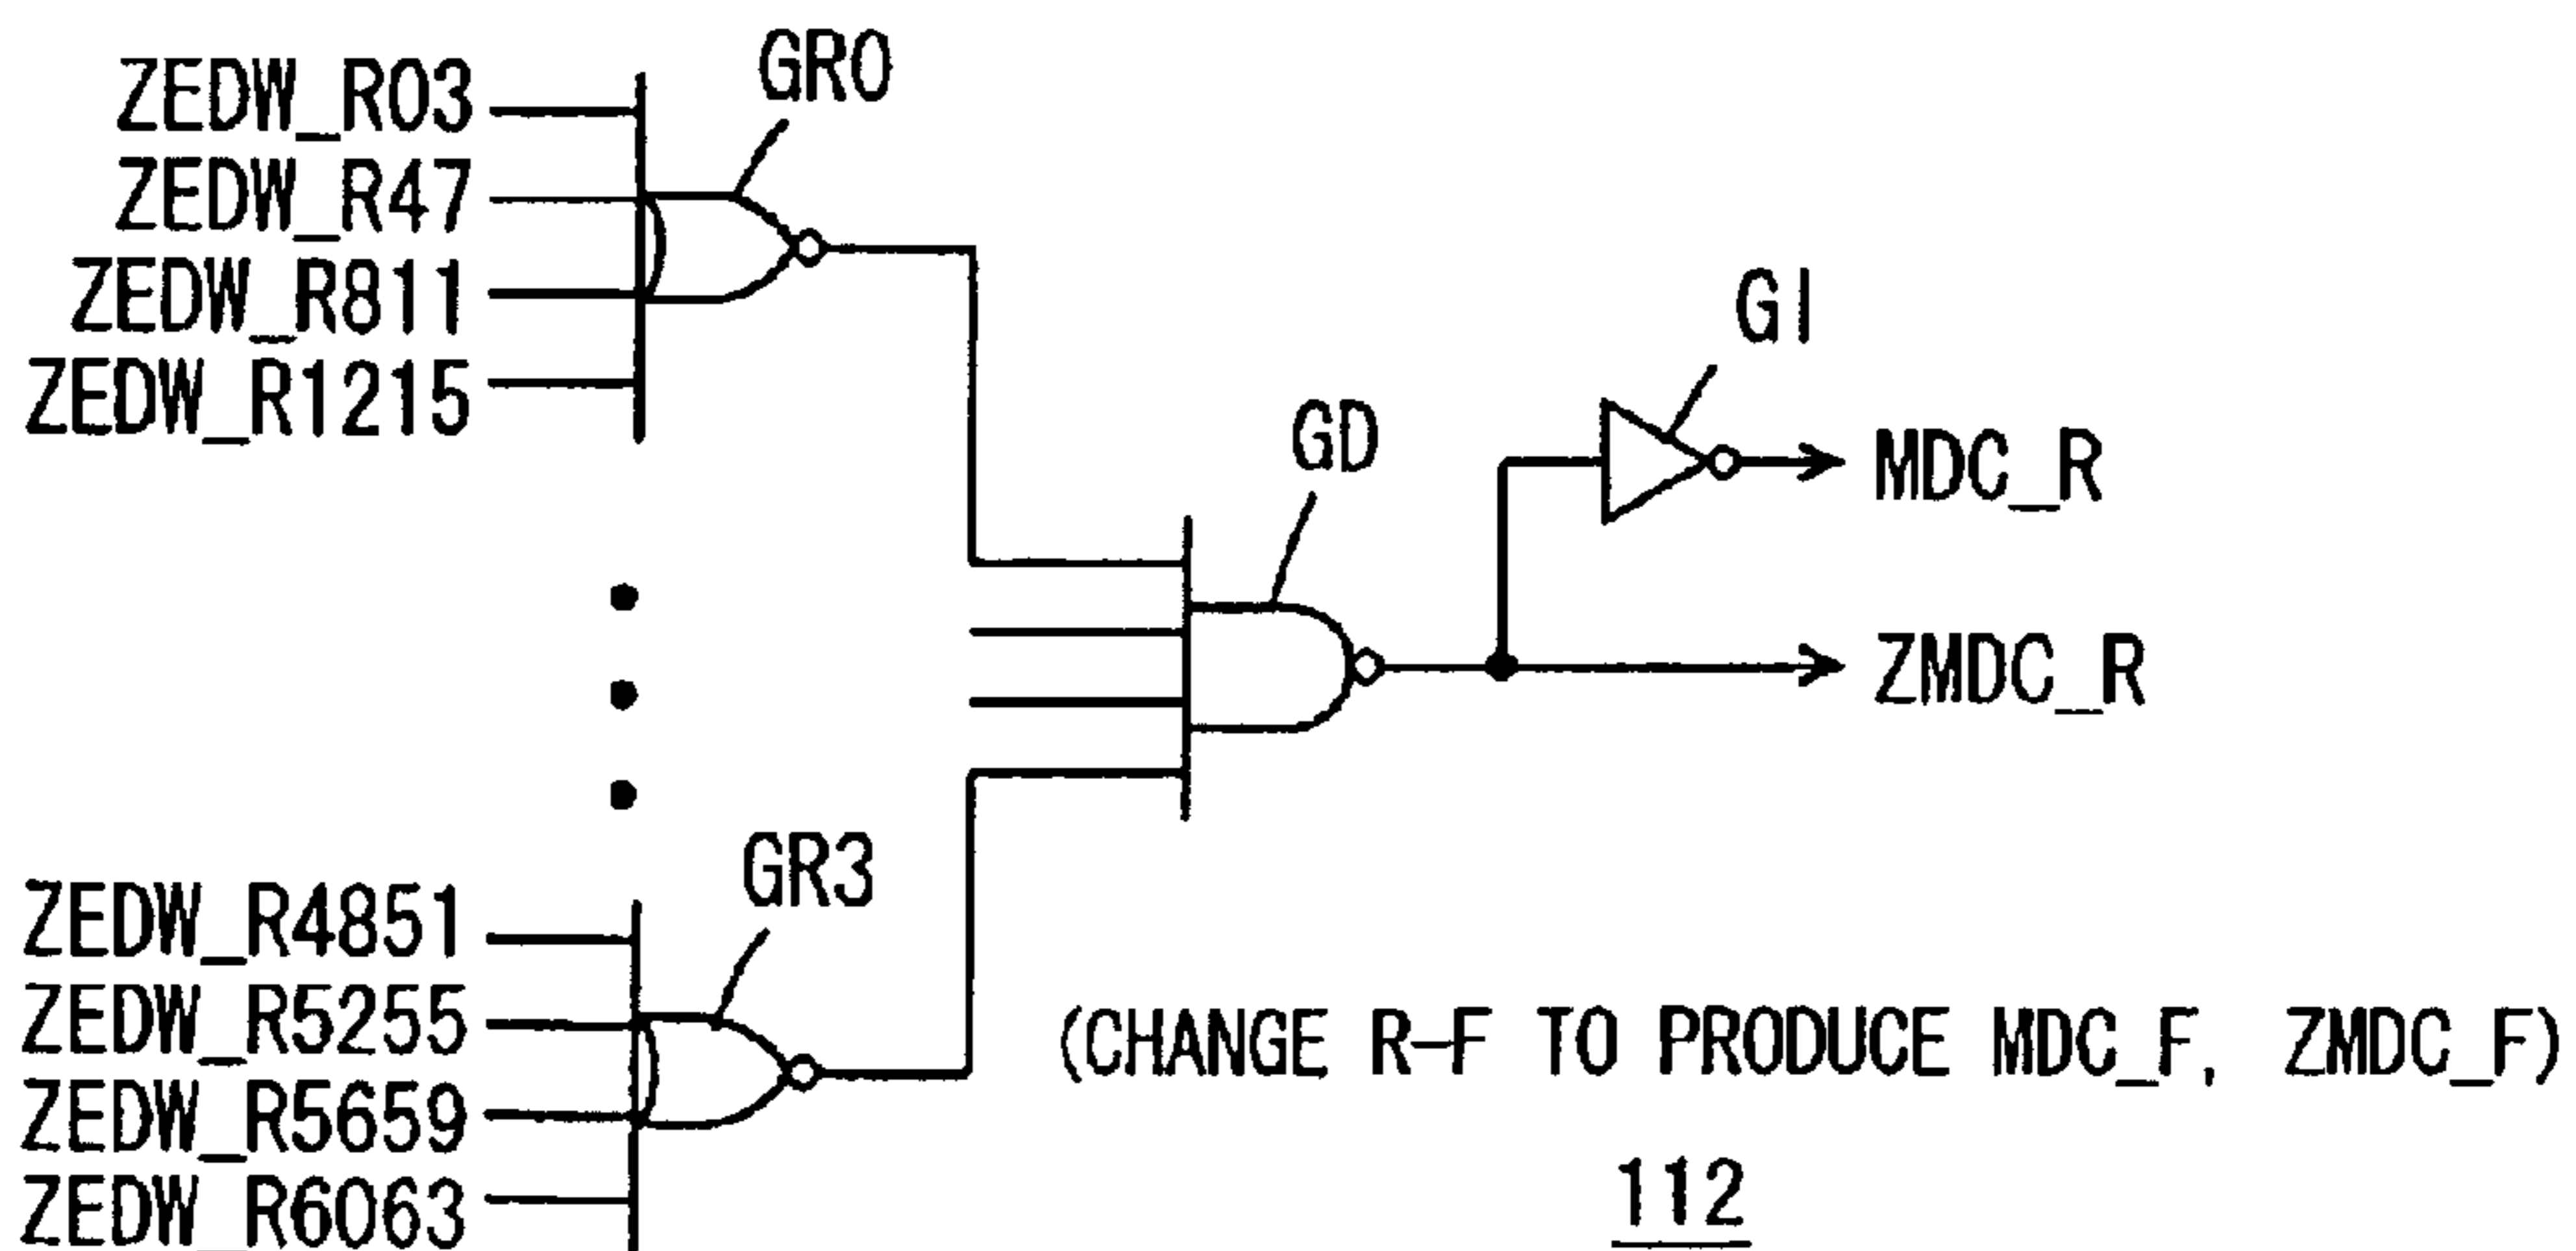 ZEDW_R03
ZEDW_R47
ZEDW_R811
ZEDW_R1215
GR0
GI
GD
MDC_R
ZMDC_R
GR3
ZEDW_R4851
ZEDW_R5255
ZEDW_R5659
ZEDW_R6063
(CHANGE R-F TO PRODUCE MDC_F, ZMDC_F)
112